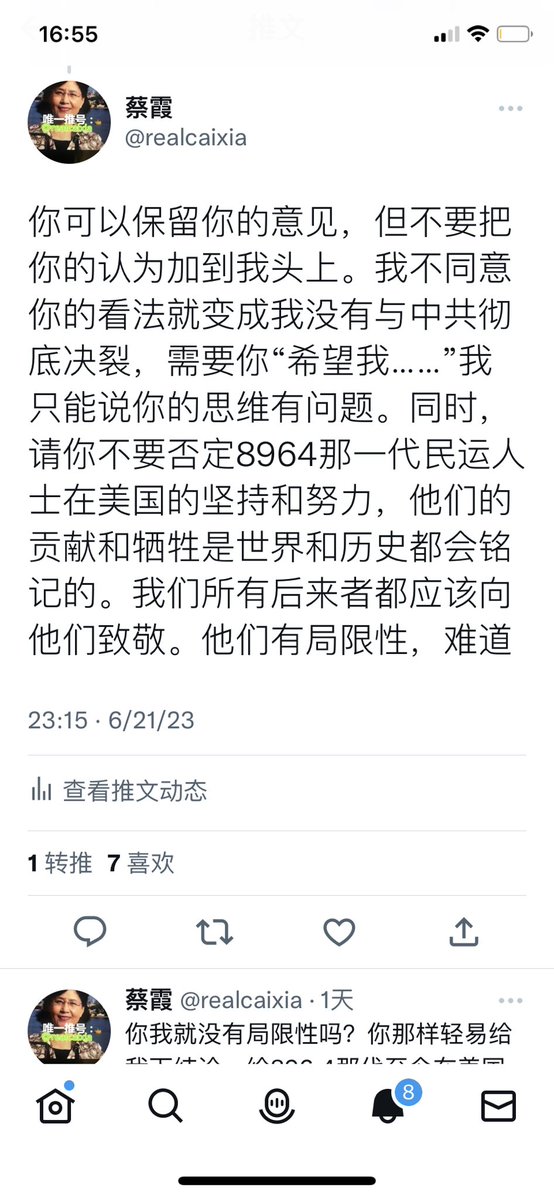 16:55
推文
唯一推号：
@realcaixia
蔡霞
@realcaixia
你可以保留你的意见，但不要把
你的认为加到我头上。我不同意
你的看法就变成我没有与中共彻
底决裂，需要你“希望我……”我
只能说你的思维有问题。同时，
请你不要否定8964那一代民运人
士在美国的坚持和努力，他们的
贡献和牺牲是世界和历史都会铭
记的。我们所有后来者都应该向
他们致敬。他们有局限性，难道
23:15 · 6/21/23
查看推文动态
1 转推 7 喜欢
唯一推号：
@realcaixia
蔡霞 @realcaixia · 1天
你我就没有局限性吗？你那样轻易给
8